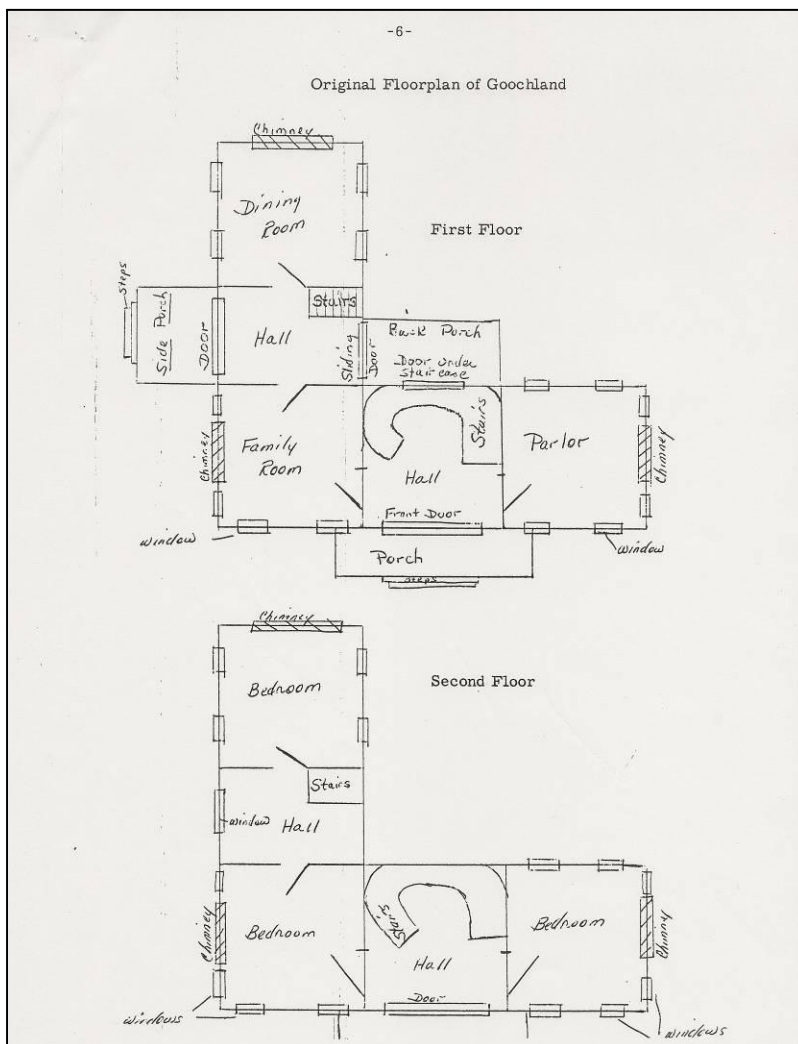 -6-
Original Floorplan of Goochland
Chimney
Dining
Room
First Floor
Steps
Side Porch
Door
Hall
Stairs
Sliding
Door
Back Porch
Door under
staircase
Stairs
Chimney
Family
Room
Hall
Parlor
Chimney
Front Door
window
window
Porch
Steps
Chimney
Bedroom
Second Floor
Stairs
window
Hall
Chimney
Bedroom
Stairs
Hall
Bedroom
Chimney
Door
windows
windows